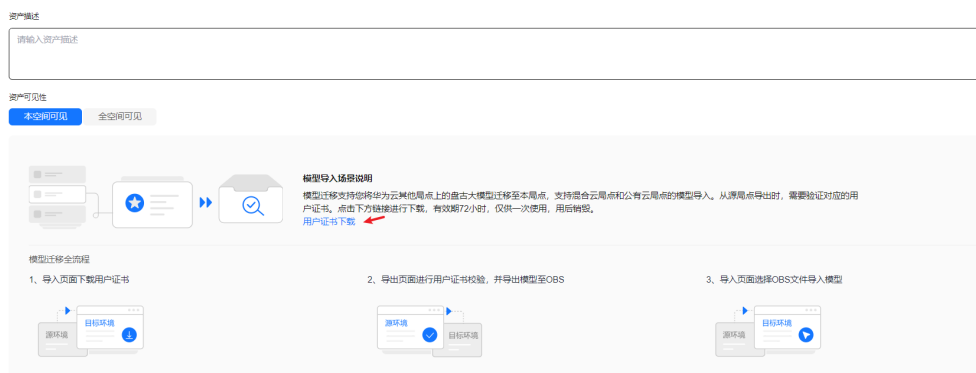 资产描述
请输入资产描述
资产可见性
本空间可见 全空间可见
模型导入场景说明
模型迁移支持您将华为云其他局点上的盘古大模型迁移至本局点，支持混合云局点和公有云局点的模型导入。从源局点导出时，需要验证对应的用
户证书。点击下方链接进行下载，有效期72小时，仅供一次使用，用后销毁。
用户证书下载
模型迁移全流程
1、导入页面下载用户证书
2、导出页面进行用户证书校验，并导出模型至OBS
3、导入页面选择OBS文件导入模型
源环境 目标环境
源环境 目标环境
源环境 目标环境